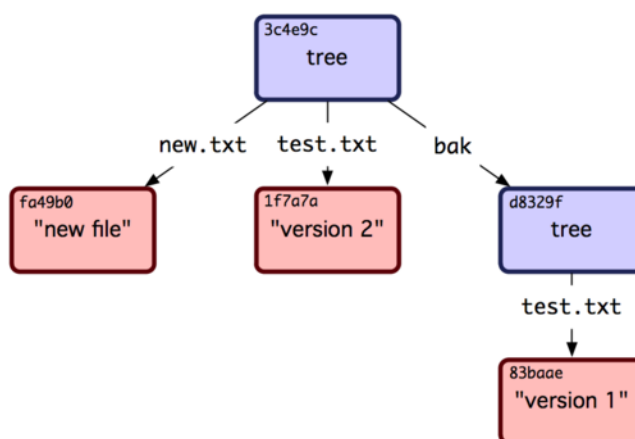 3c4e9c
tree
new.txt
test.txt
bak
fa49b0
"new file"
1f7a7a
"version 2"
d8329f
tree
test.txt
83baae
"version 1"